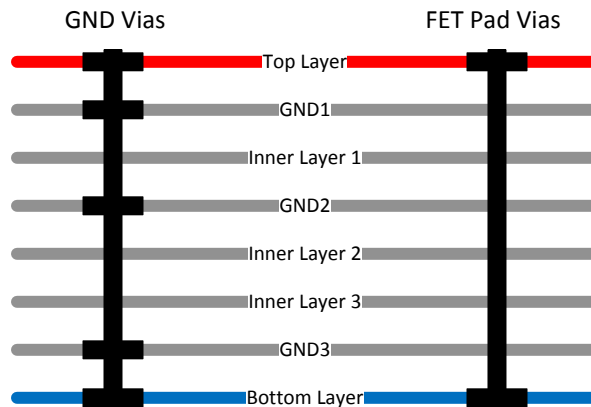 GND Vias
FET Pad Vias
Top Layer
GND1
Inner Layer 1
GND2
Inner Layer 2
Inner Layer 3
GND3
Bottom Layer